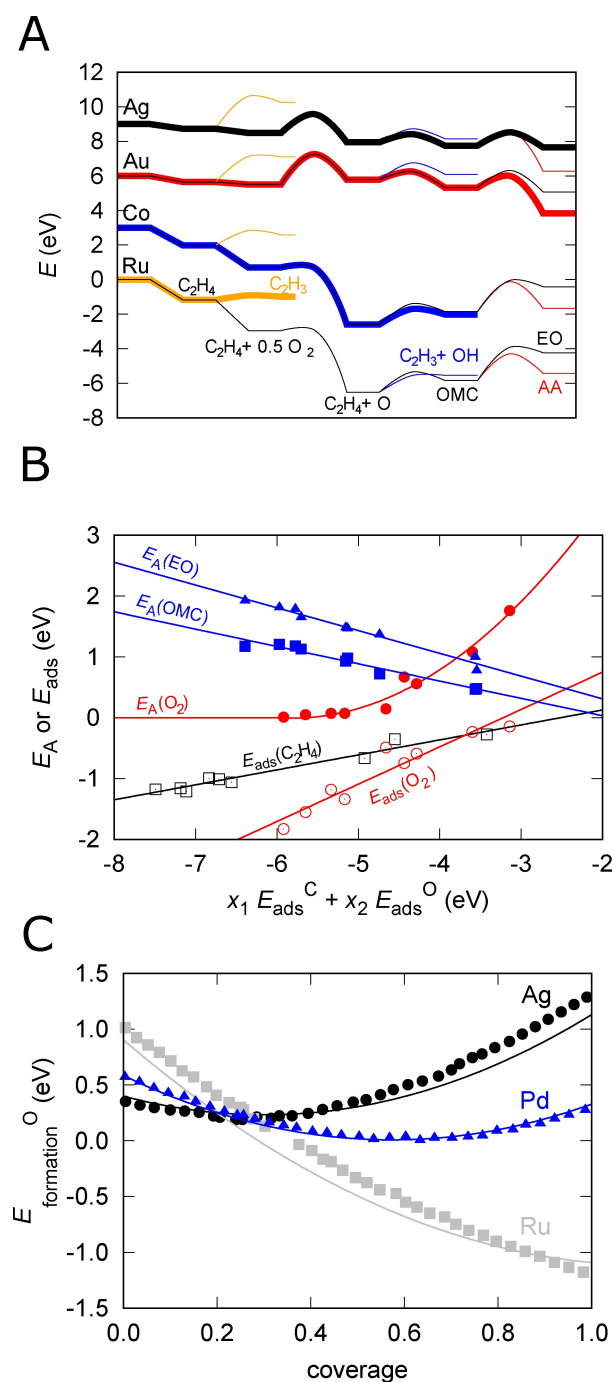 A
12
10
8
6
4
2
0
-2
-4
-6
-8
E (eV)
Ag
Au
Co
Ru
C2H4
C2H3
C2H4+ 0.5 O2
C2H4+ O
C2H3+ OH
OMC
EO
AA
B
3
2
1
0
-1
-2
EA or Eads (eV)
EA(EO)
EA(OMC)
EA(O2)
Eads(C2H4)
Eads(O2)
-8 -7 -6 -5 -4 -3 -2
x1 EadsC + x2 EadsO (eV)
C
1.5
1.0
0.5
0.0
-0.5
-1.0
-1.5
E formationO (eV)
Ag
Pd
Ru
0.0 0.2 0.4 0.6 0.8 1.0
coverage